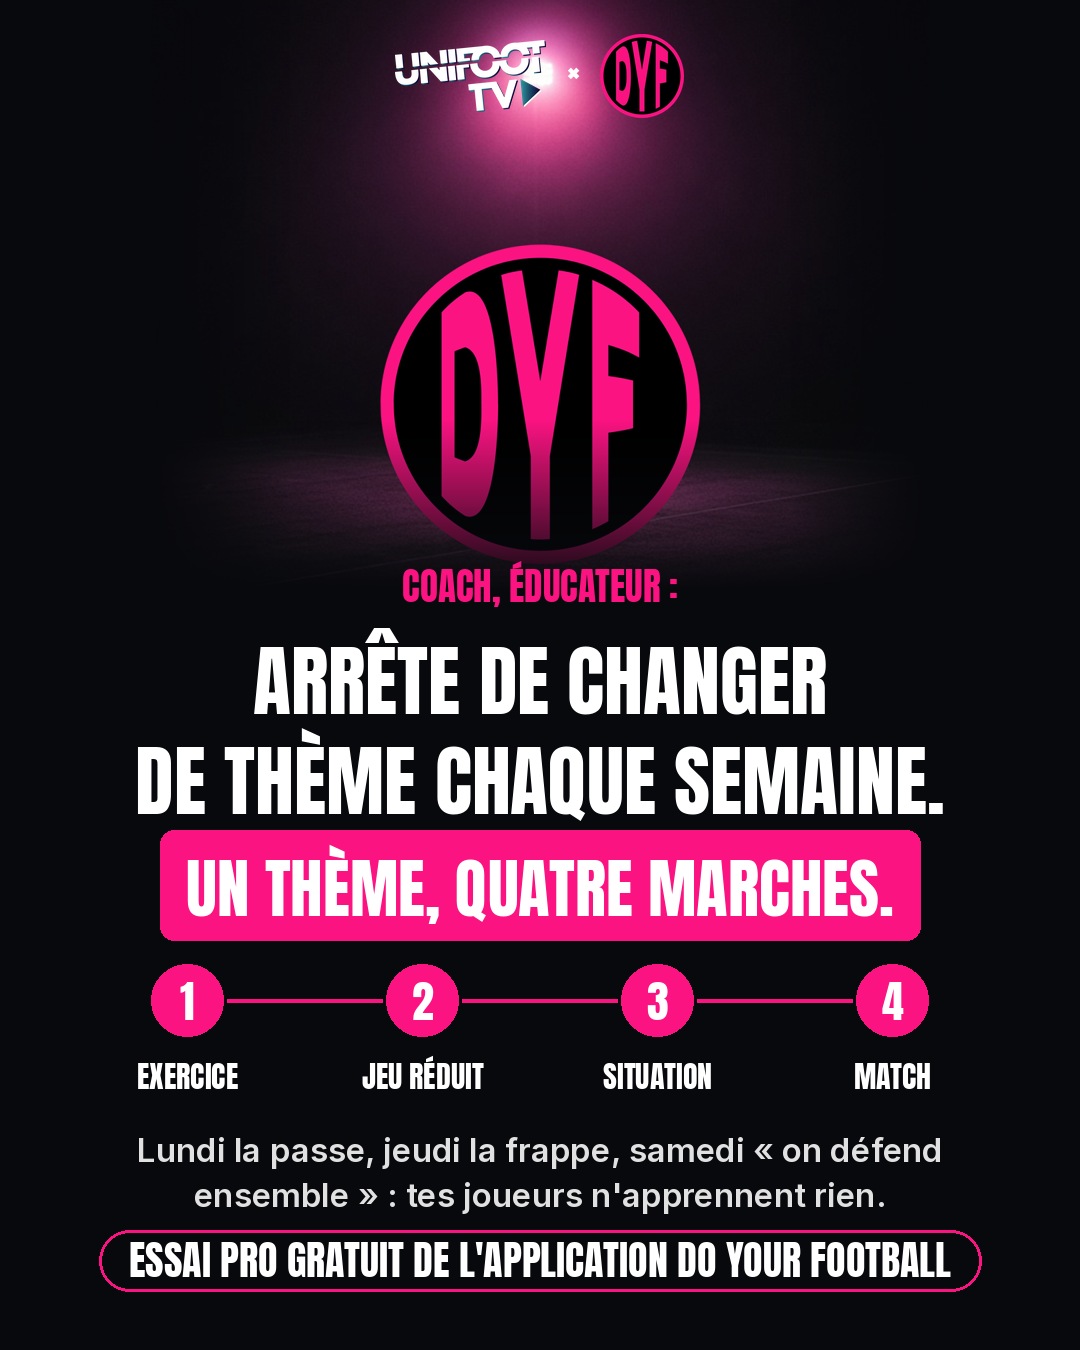 UNIFOOT
TV
×
DYF
DYF
COACH, ÉDUCATEUR :
ARRÊTE DE CHANGER
DE THÈME CHAQUE SEMAINE.
UN THÈME, QUATRE MARCHES.
1 2 3 4
EXERCICE JEU RÉDUIT SITUATION MATCH
Lundi la passe, jeudi la frappe, samedi « on défend
ensemble » : tes joueurs n'apprennent rien.
ESSAI PRO GRATUIT DE L'APPLICATION DO YOUR FOOTBALL